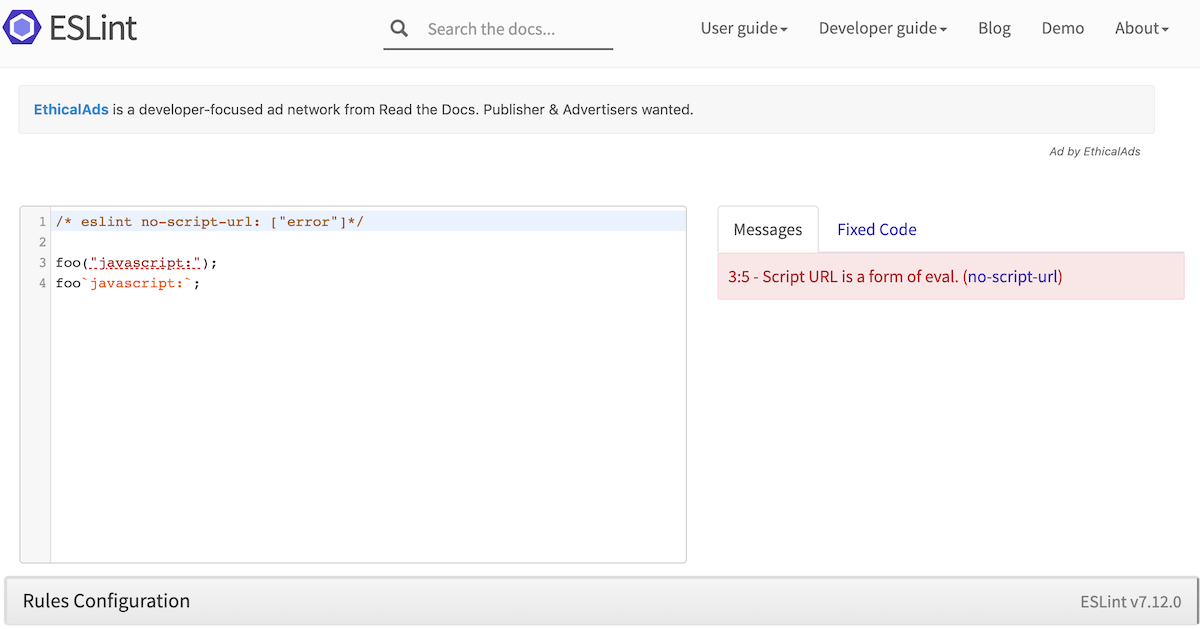 ESLint
Search the docs...
User guide
Developer guide
Blog
Demo
About
EthicalAds is a developer-focused ad network from Read the Docs. Publisher & Advertisers wanted.
Ad by EthicalAds
1 /* eslint no-script-url: ["error"]*/
2
3 foo("javascript:");
4 foo`javascript:`;
Messages
Fixed Code
3:5 - Script URL is a form of eval. (no-script-url)
Rules Configuration
ESLint v7.12.0